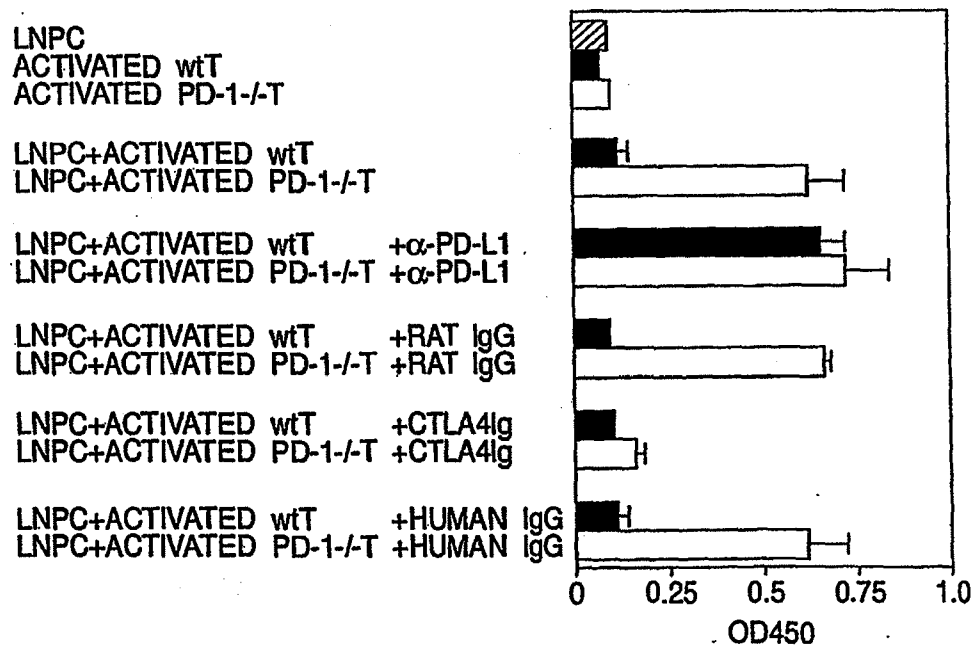 LNPC
ACTIVATED wtT
ACTIVATED PD-1-/-T
LNPC+ACTIVATED wtT
LNPC+ACTIVATED PD-1-/-T
LNPC+ACTIVATED wtT +α-PD-L1
LNPC+ACTIVATED PD-1-/-T +α-PD-L1
LNPC+ACTIVATED wtT +RAT IgG
LNPC+ACTIVATED PD-1-/-T +RAT IgG
LNPC+ACTIVATED wtT +CTLA4Ig
LNPC+ACTIVATED PD-1-/-T +CTLA4Ig
LNPC+ACTIVATED wtT +HUMAN IgG
LNPC+ACTIVATED PD-1-/-T +HUMAN IgG
0 0.25 0.5 0.75 1.0
OD450